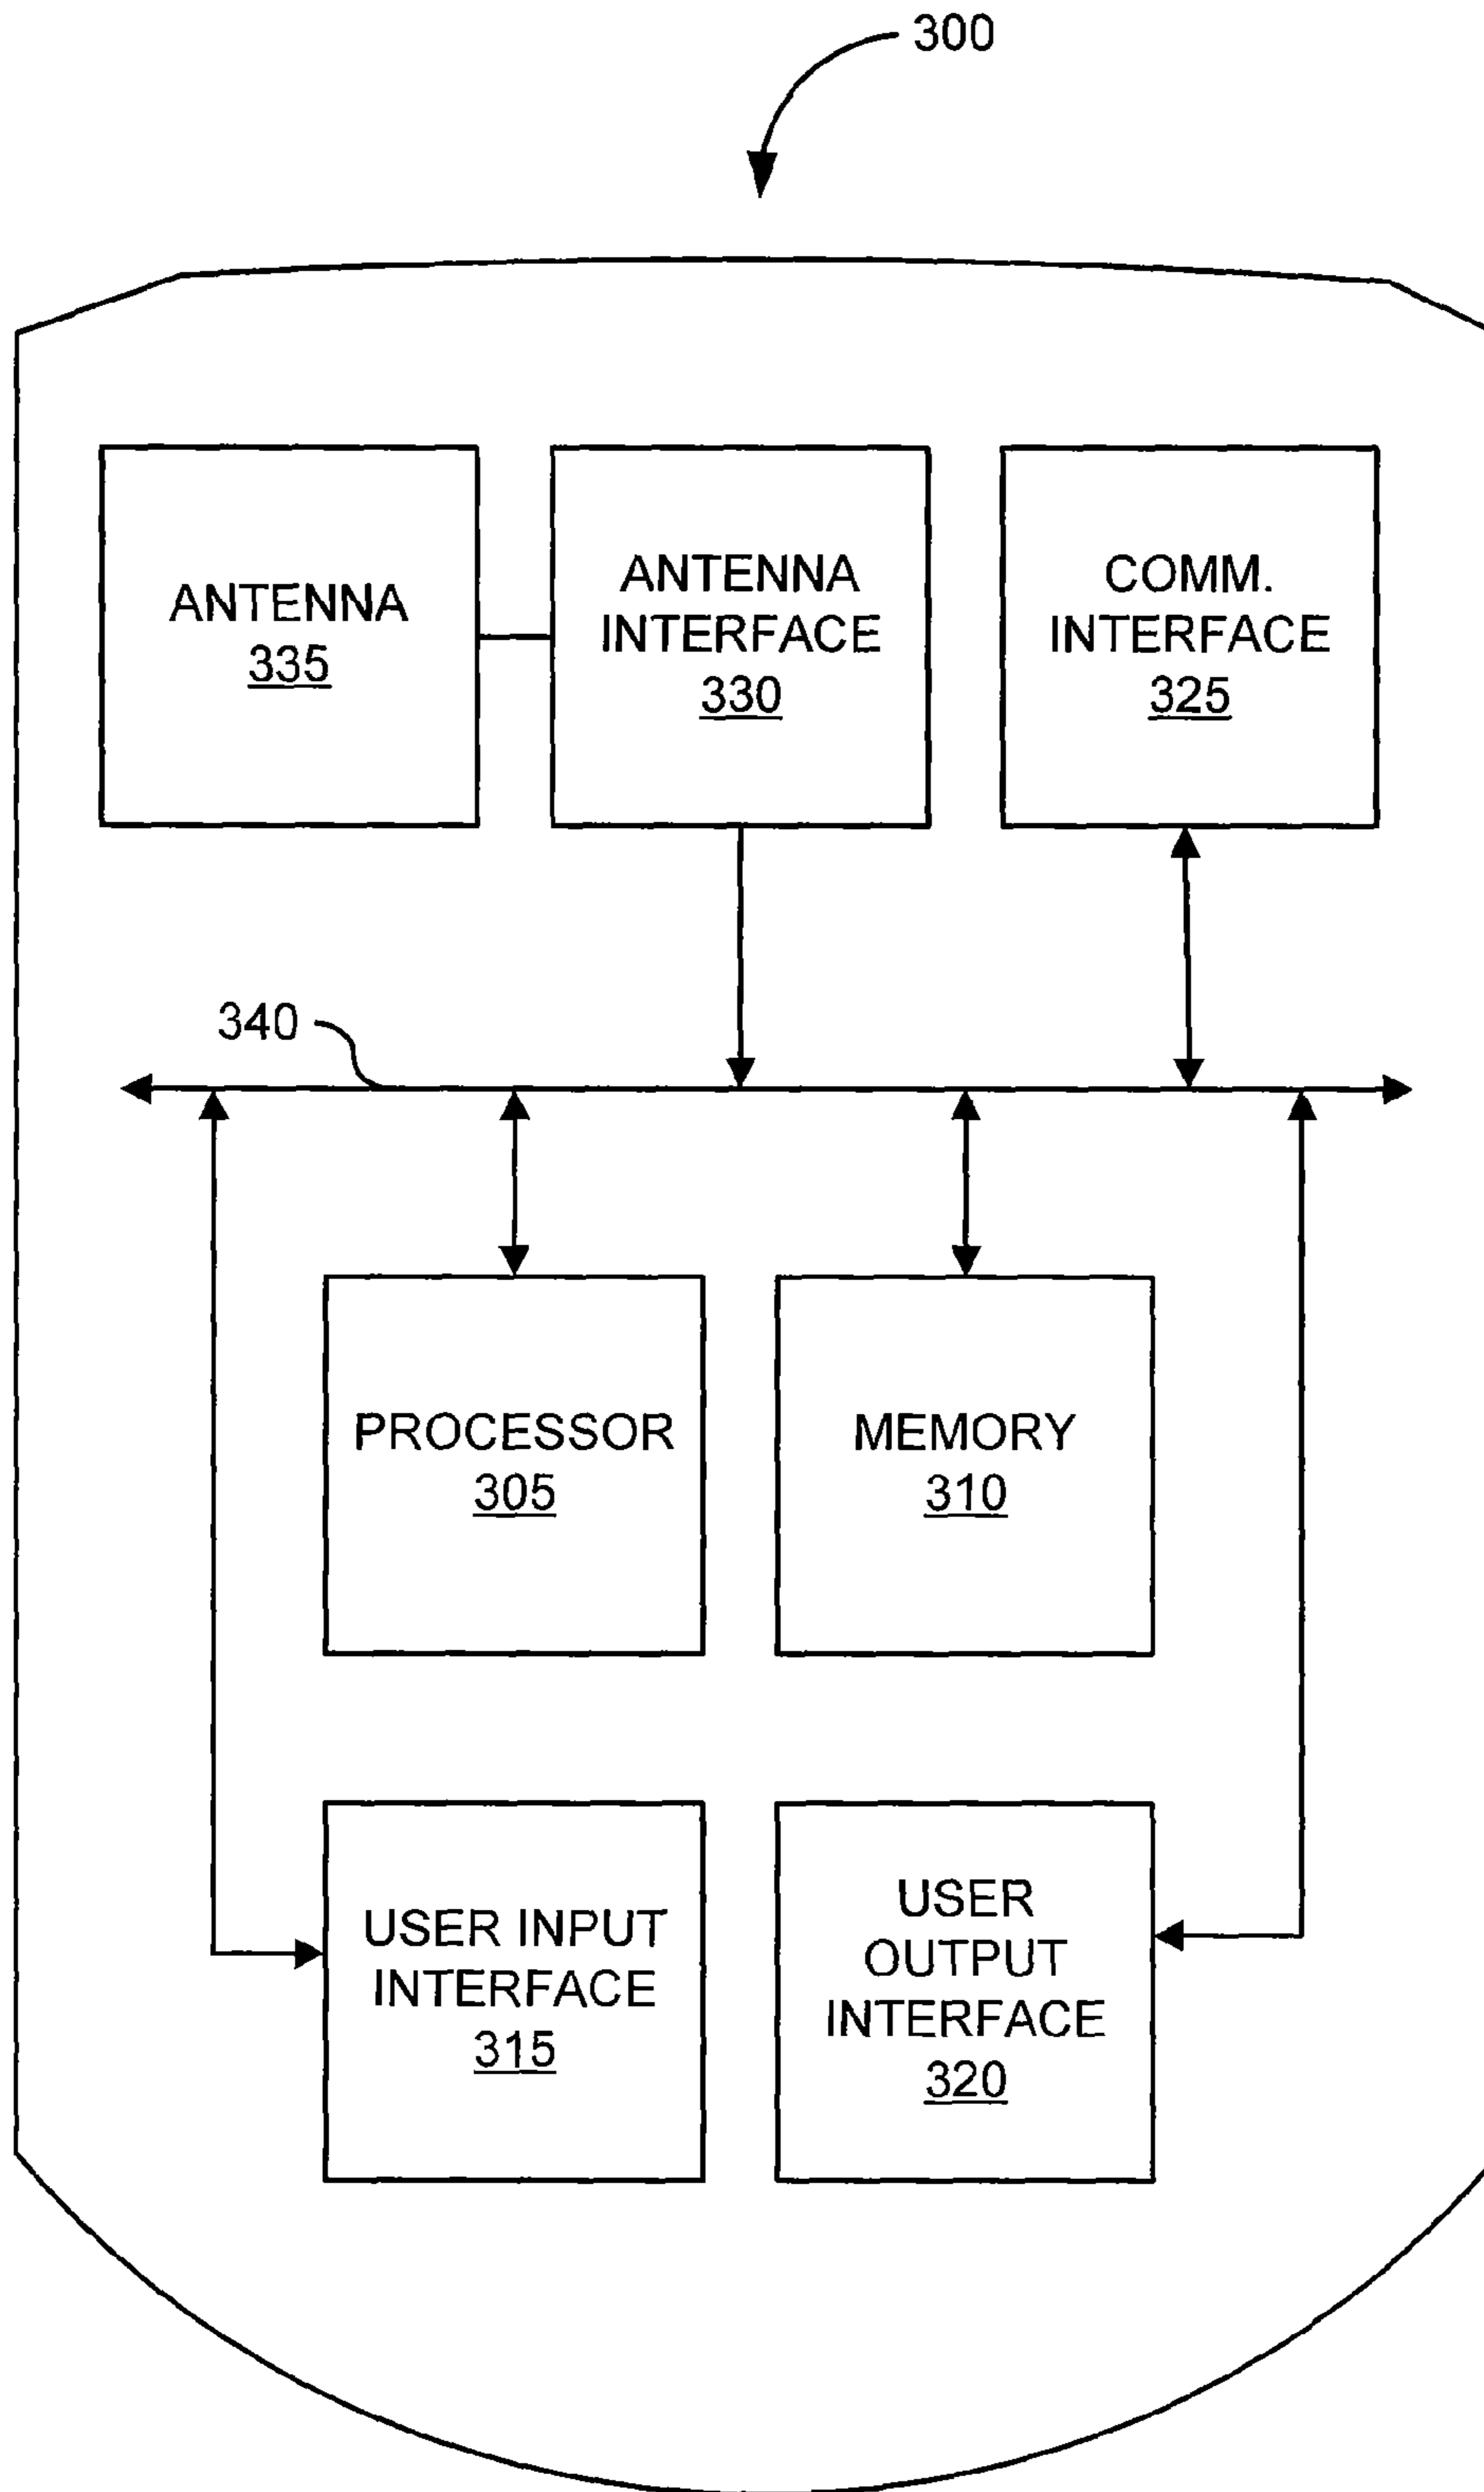 300
ANTENNA
335
ANTENNA
INTERFACE
330
COMM.
INTERFACE
325
340
PROCESSOR
305
MEMORY
310
USER INPUT
INTERFACE
315
USER
OUTPUT
INTERFACE
320